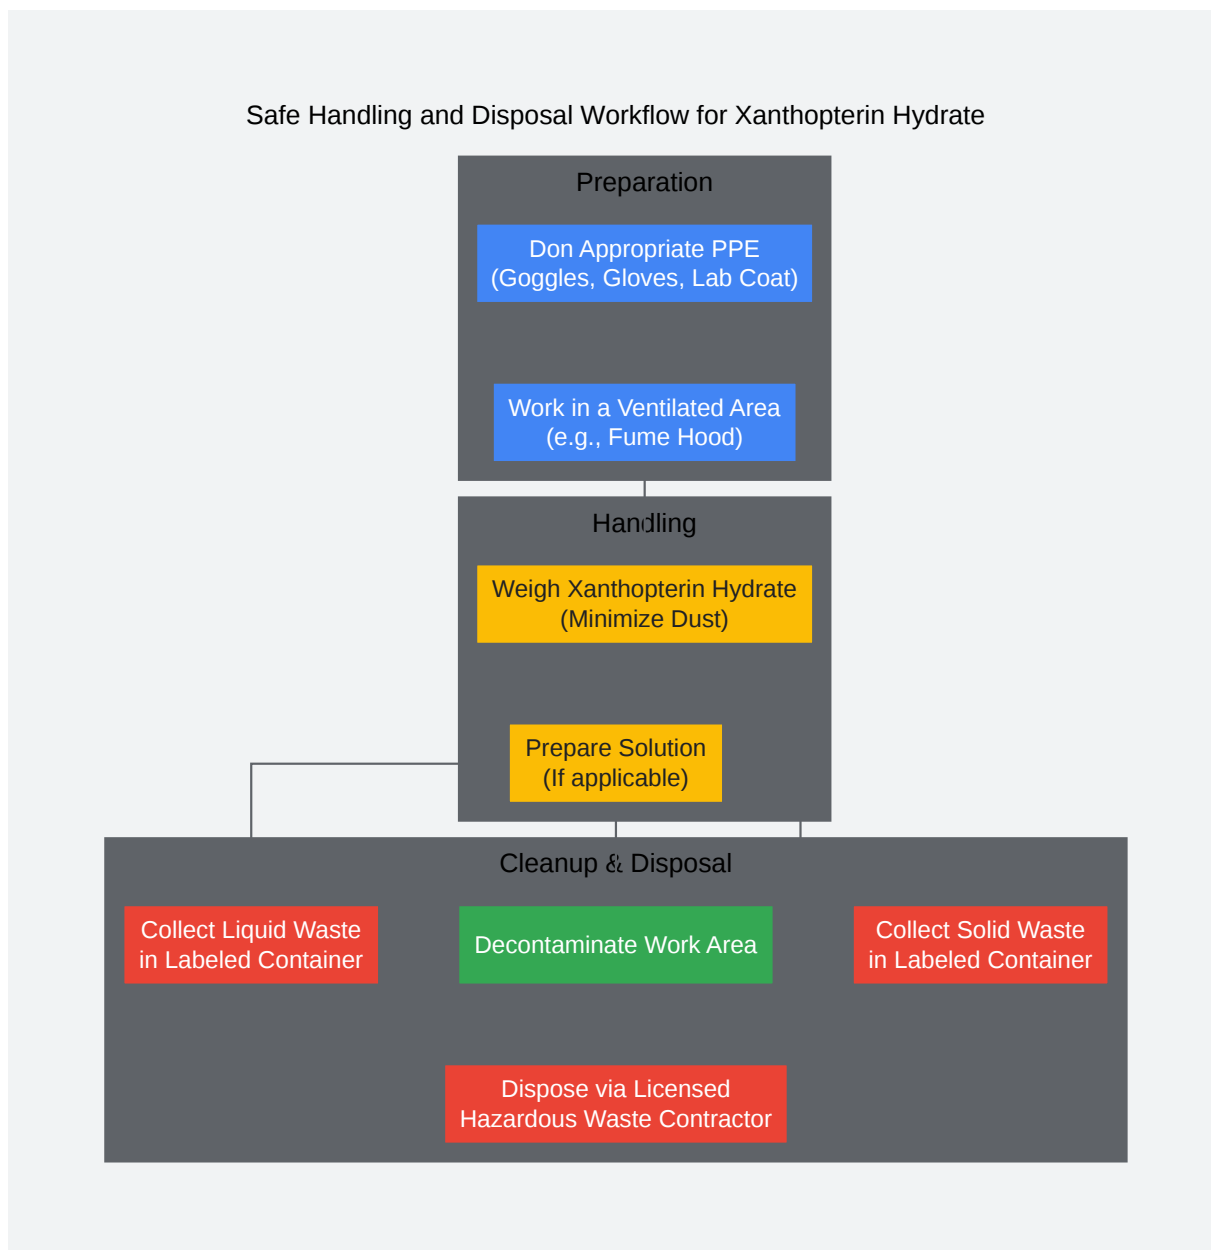 Safe Handling and Disposal Workflow for Xanthopterin Hydrate
Preparation
Don Appropriate PPE
(Goggles, Gloves, Lab Coat)
Work in a Ventilated Area
(e.g., Fume Hood)
Handling
Weigh Xanthopterin Hydrate
(Minimize Dust)
Prepare Solution
(If applicable)
Cleanup & Disposal
Collect Liquid Waste
in Labeled Container
Decontaminate Work Area
Collect Solid Waste
in Labeled Container
Dispose via Licensed
Hazardous Waste Contractor